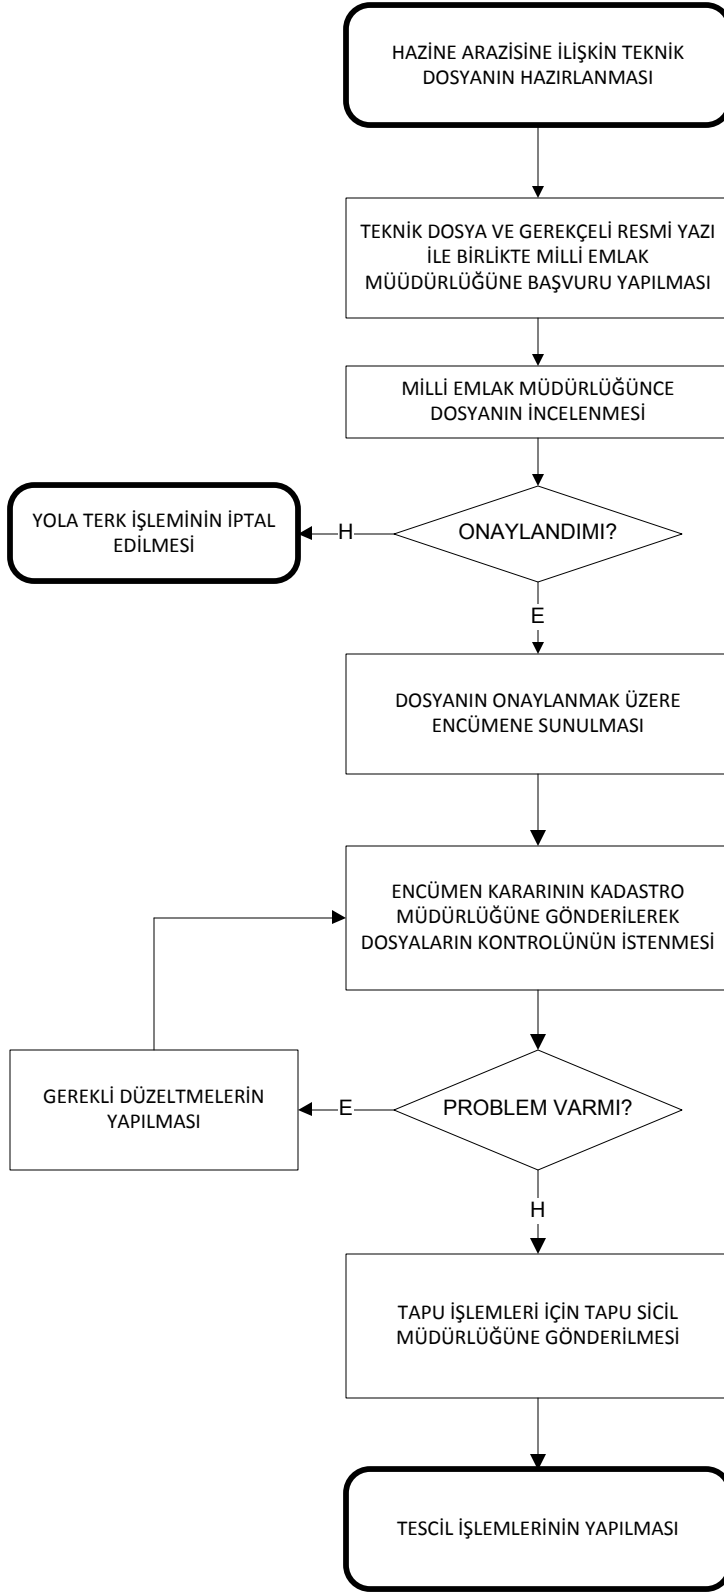 HAZİNE ARAZİSİNE İLİŞKİN TEKNİK
DOSYANIN HAZIRLANMASI
TEKNİK DOSYA VE GEREKÇELİ RESMİ YAZI
İLE BİRLİKTE MİLLİ EMLAK
MÜÜDÜRLÜĞÜNE BAŞVURU YAPILMASI
MİLLİ EMLAK MÜDÜRLÜĞÜNCE
DOSYANIN İNCELENMESİ
ONAYLANDIMI?
H
YOLA TERK İŞLEMİNİN İPTAL
EDİLMESİ
E
DOSYANIN ONAYLANMAK ÜZERE
ENCÜMENE SUNULMASI
ENCÜMEN KARARININ KADASTRO
MÜDÜRLÜĞÜNE GÖNDERİLEREK
DOSYALARIN KONTROLÜNÜN İSTENMESİ
PROBLEM VARMI?
E
GEREKLİ DÜZELTMELERİN
YAPILMASI
H
TAPU İŞLEMLERİ İÇİN TAPU SİCİL
MÜDÜRLÜĞÜNE GÖNDERİLMESİ
TESCİL İŞLEMLERİNİN YAPILMASI